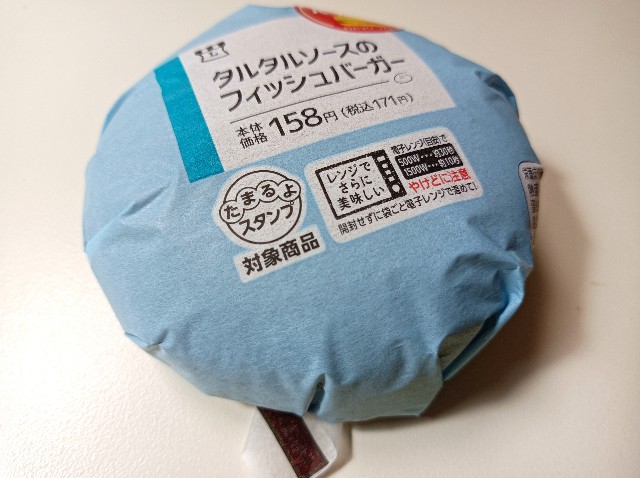 タルタルソースの
フィッシュバーガー
本体
価格 158円(税込171円)
たまるよ
スタンプ
対象商品
レンジで
さらに
美味しい
電子レンジ(目安)で
500W・・・約30秒
1500W・・・約10秒
やけどに注意
開封せずに袋ごと電子レンジで温めて!